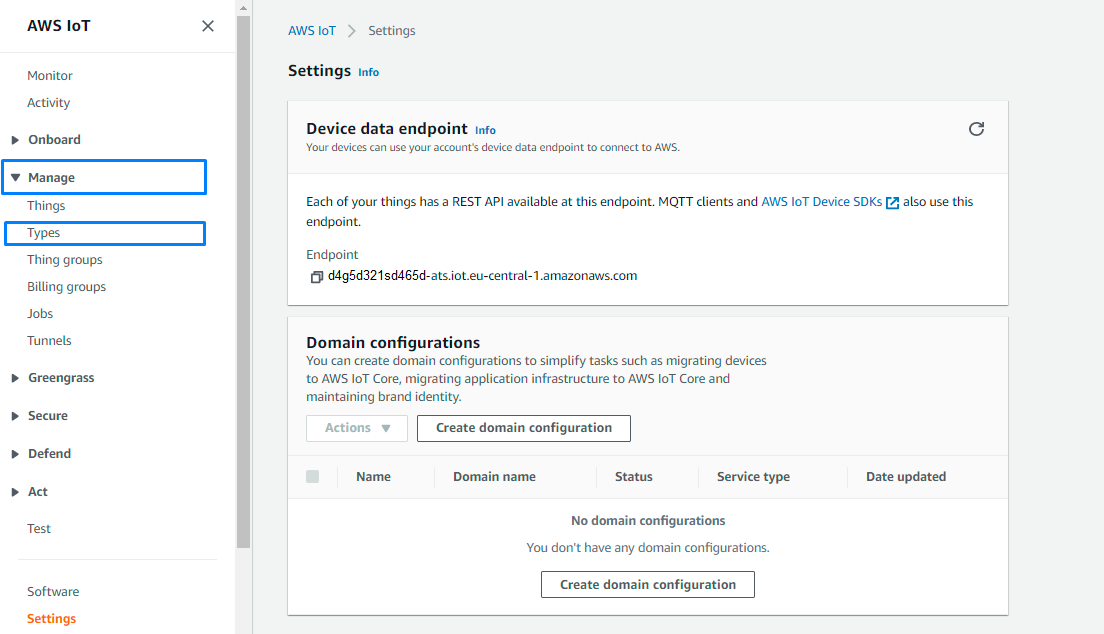 AWS IoT
Monitor
Activity
Onboard
Manage
Things
Types
Thing groups
Billing groups
Jobs
Tunnels
Greengrass
Secure
Defend
Act
Test
Software
Settings
AWS IoT Settings
Settings Info
Device data endpoint Info
Your devices can use your account's device data endpoint to connect to AWS.
Each of your things has a REST API available at this endpoint. MQTT clients and AWS IoT Device SDKs also use this
endpoint.
Endpoint
d4g5d321sd465d-ats.iot.eu-central-1.amazonaws.com
Domain configurations
You can create domain configurations to simplify tasks such as migrating devices
to AWS IoT Core, migrating application infrastructure to AWS IoT Core and
maintaining brand identity.
Actions Create domain configuration
Name Domain name Status Service type Date updated
No domain configurations
You don't have any domain configurations.
Create domain configuration